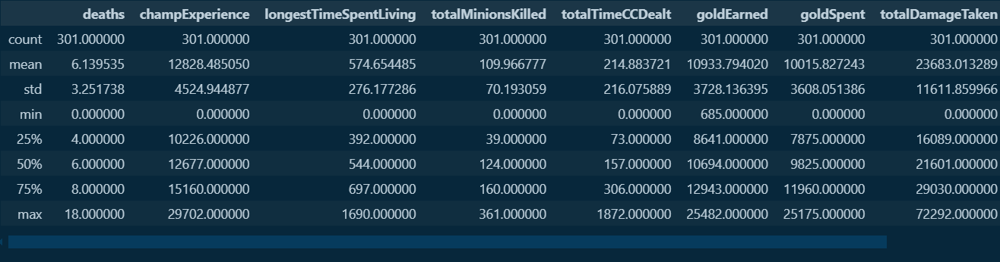 deaths champExperience longestTimeSpentLiving totalMinionsKilled totalTimeCCDealt goldEarned goldSpent totalDamageTaken
count 301.000000 301.000000 301.000000 301.000000 301.000000 301.000000 301.000000 301.000000
mean 6.139535 12828.485050 574.654485 109.966777 214.883721 10933.794020 10015.827243 23683.013289
std 3.251738 4524.944877 276.177286 70.193059 216.075889 3728.136395 3608.051386 11611.859966
min 0.000000 0.000000 0.000000 0.000000 0.000000 685.000000 0.000000 0.000000
25% 4.000000 10226.000000 392.000000 39.000000 73.000000 8641.000000 7875.000000 16089.000000
50% 6.000000 12677.000000 544.000000 124.000000 157.000000 10694.000000 9825.000000 21601.000000
75% 8.000000 15160.000000 697.000000 160.000000 306.000000 12943.000000 11960.000000 29030.000000
max 18.000000 29702.000000 1690.000000 361.000000 1872.000000 25482.000000 25175.000000 72292.000000